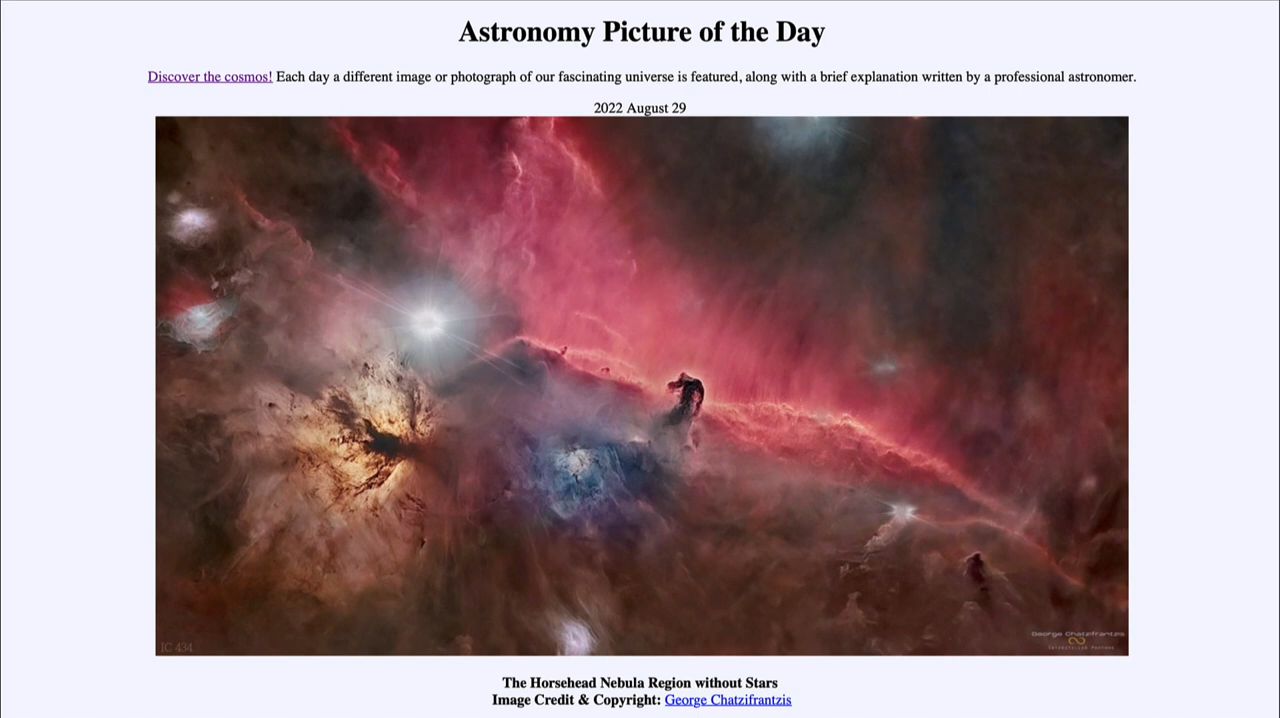 Astronomy Picture of the Day
Discover the cosmos! Each day a different image or photograph of our fascinating universe is featured, along with a brief explanation written by a professional astronomer.
2022 August 29
IC 434
George Chatzifrantzis
INTERSTELLAR PHOTONS
The Horsehead Nebula Region without Stars
Image Credit & Copyright: George Chatzifrantzis